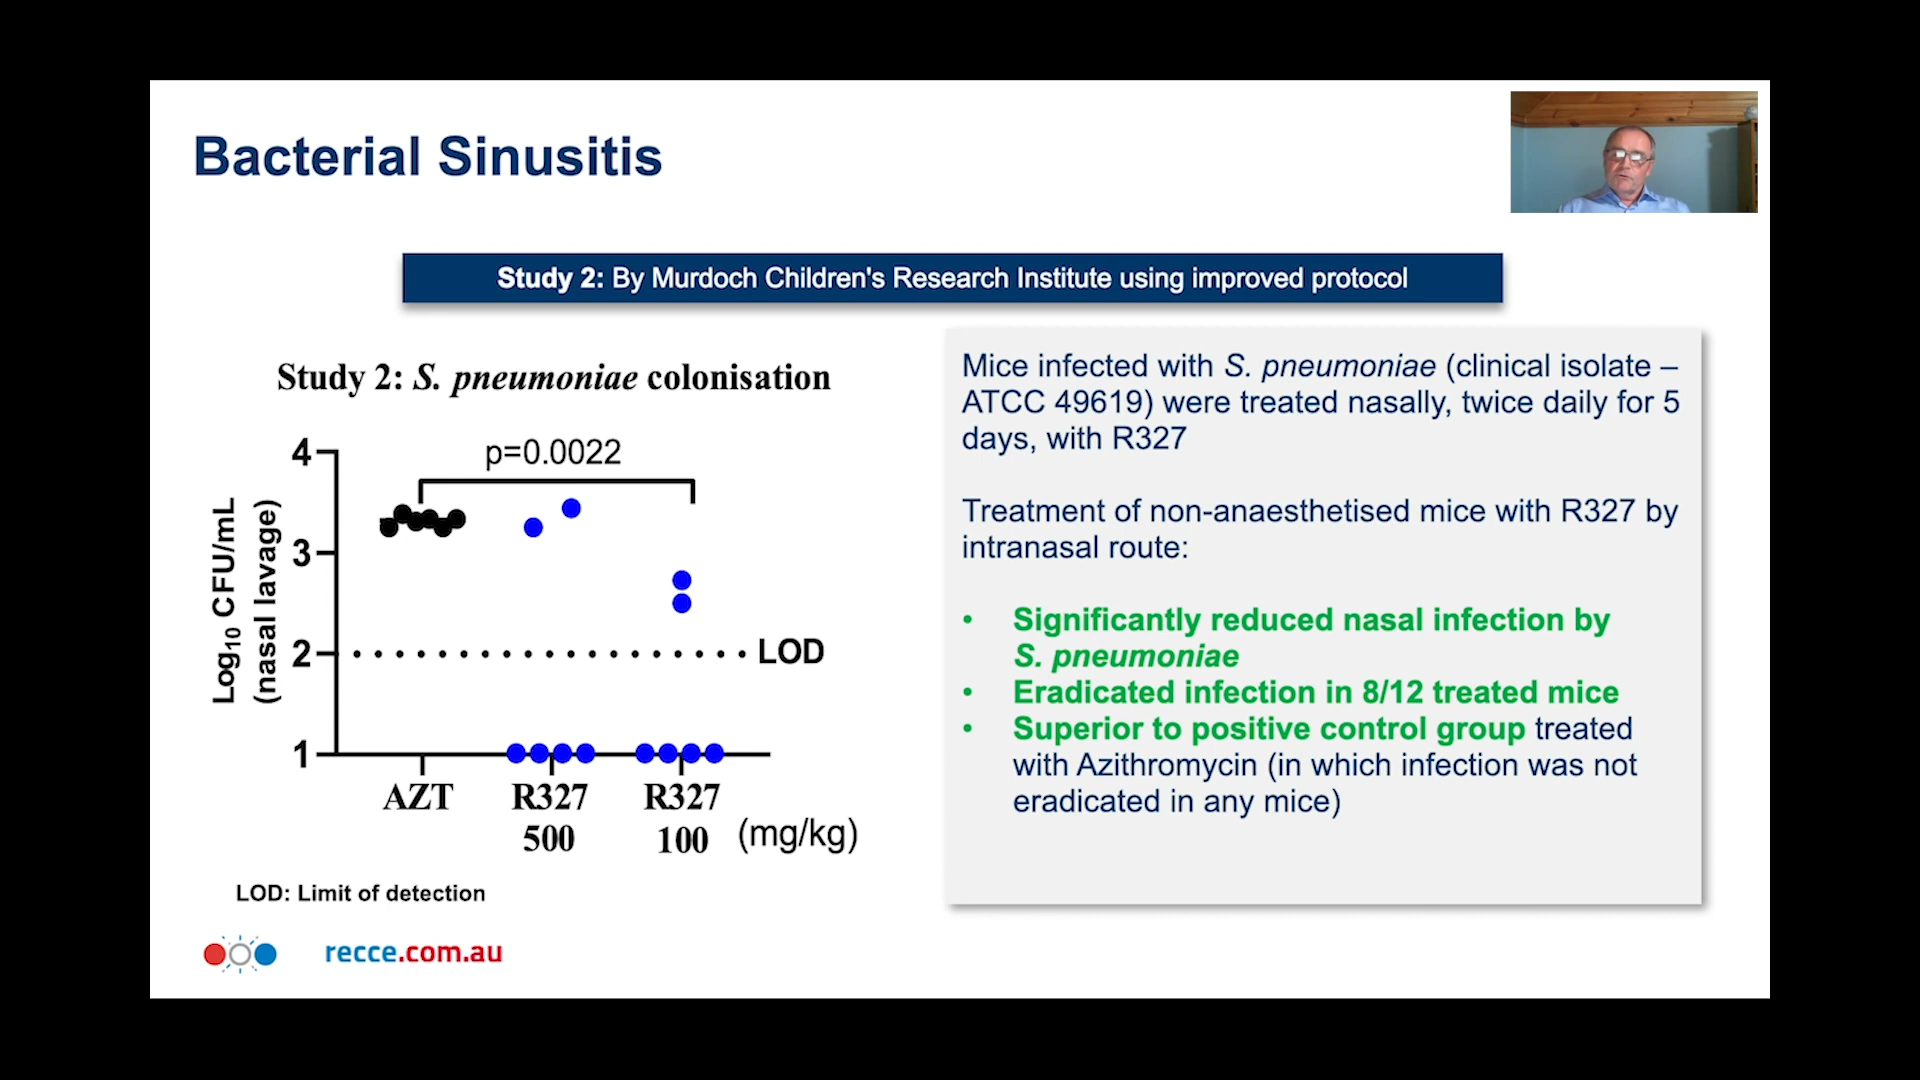 Bacterial Sinusitis
Study 2: By Murdoch Children's Research Institute using improved protocol
Study 2: S. pneumoniae colonisation
p=0.0022
Log10 CFU/mL
(nasal lavage)
4
3
2
1
LOD
AZT
R327
500
R327
100
(mg/kg)
LOD: Limit of detection
recce.com.au
Mice infected with S. pneumoniae (clinical isolate –
ATCC 49619) were treated nasally, twice daily for 5
days, with R327
Treatment of non-anaesthetised mice with R327 by
intranasal route:
• Significantly reduced nasal infection by
S. pneumoniae
• Eradicated infection in 8/12 treated mice
• Superior to positive control group treated
with Azithromycin (in which infection was not
eradicated in any mice)